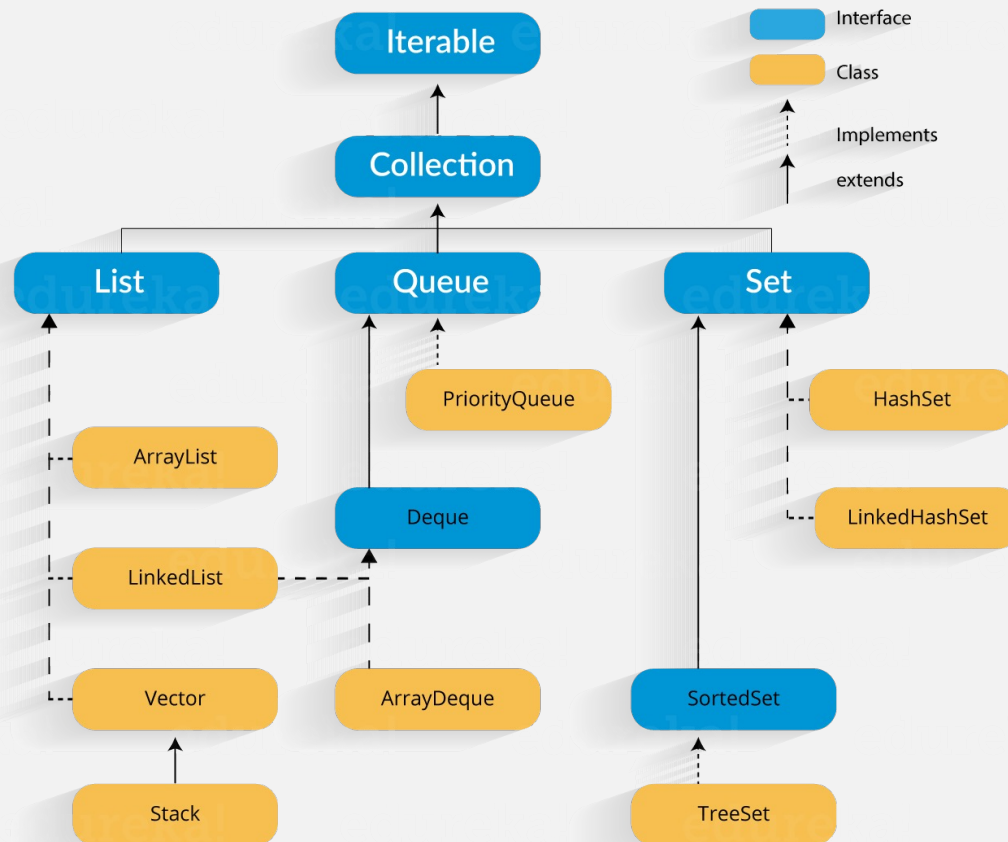 Iterable
Interface
Class
Collection
Implements
extends
List
Queue
Set
PriorityQueue
HashSet
ArrayList
Deque
LinkedHashSet
LinkedList
Vector
ArrayDeque
SortedSet
Stack
TreeSet